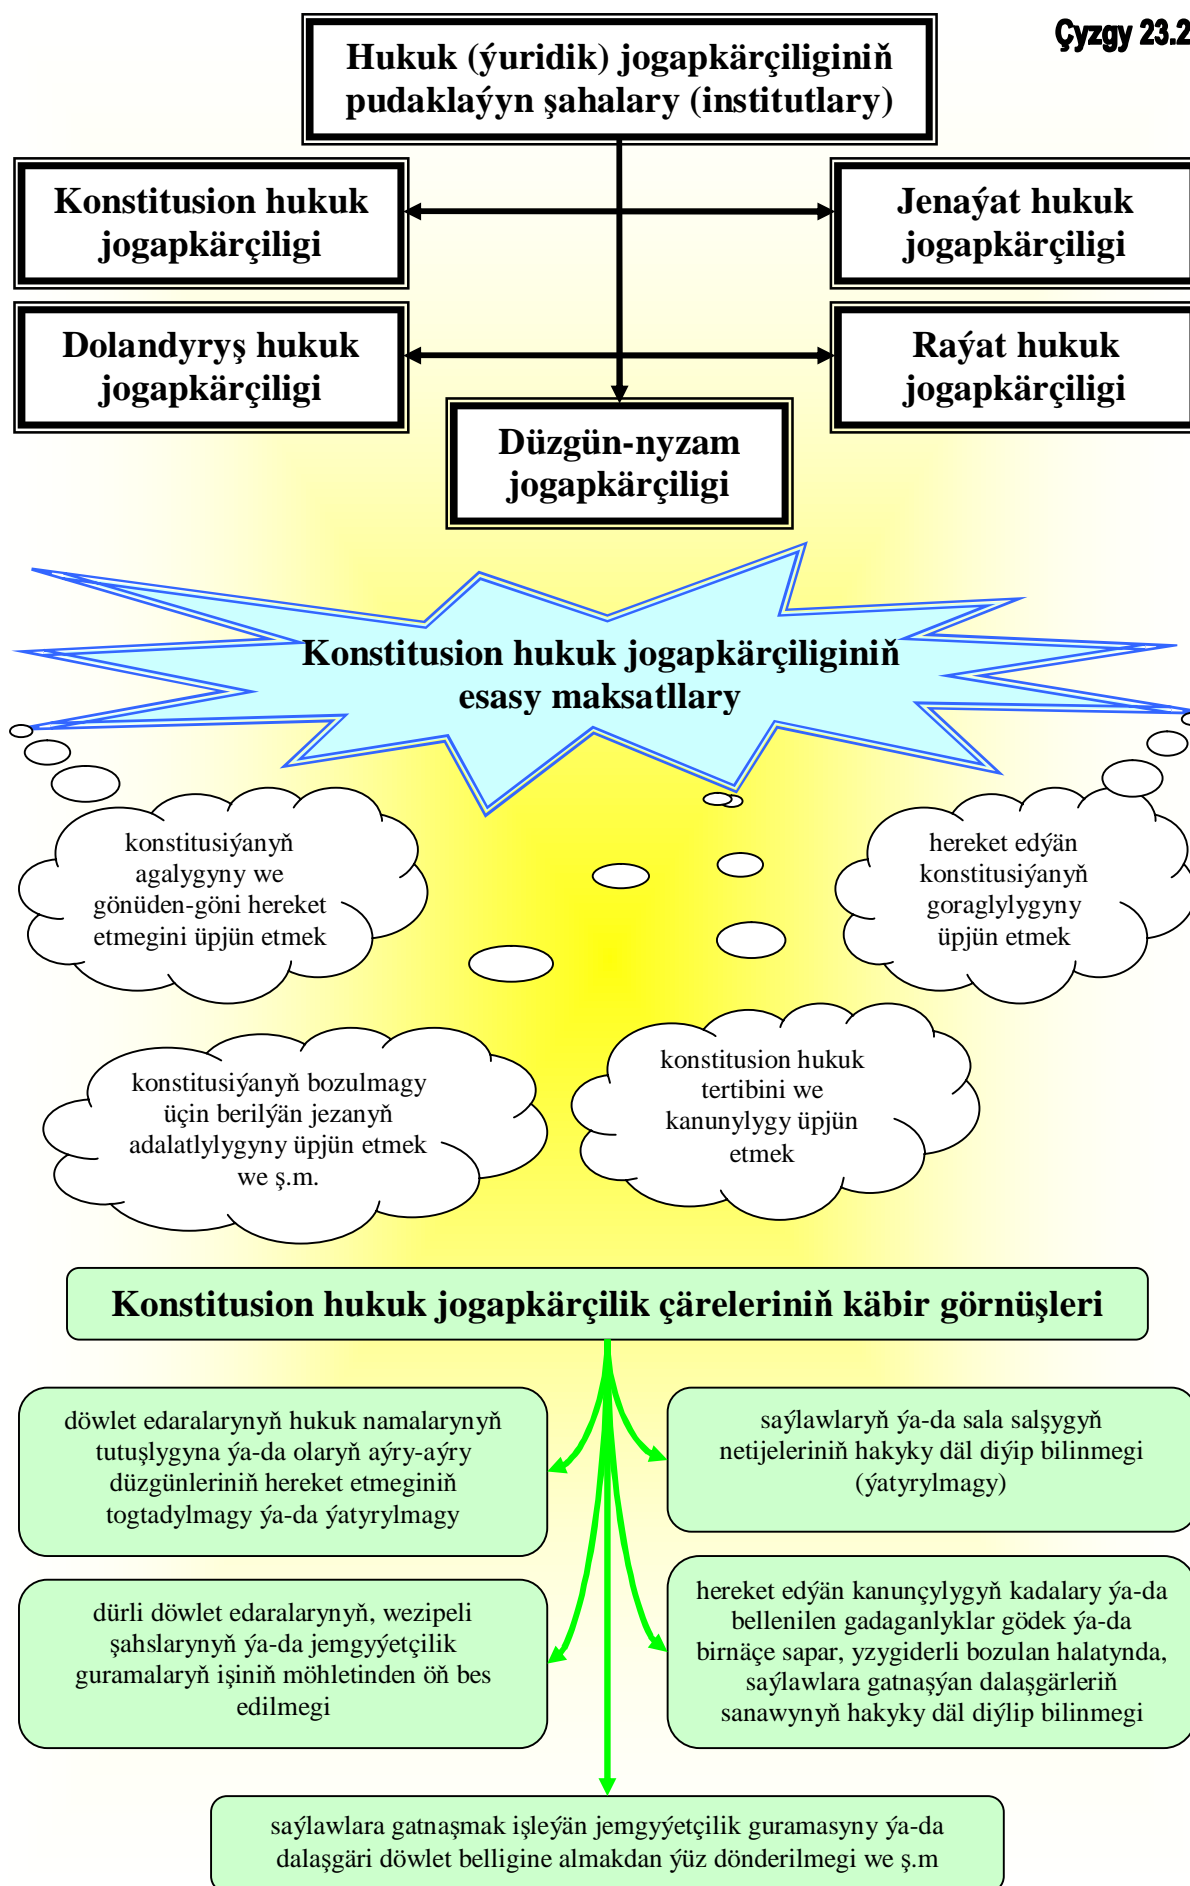 Çyzgy 23.2
Hukuk (ýuridik) jogapkärçiliginiň
pudaklaýyn şahalary (institutlary)
Konstitusion hukuk
jogapkärçiligi
Jenaýat hukuk
jogapkärçiligi
Dolandyryş hukuk
jogapkärçiligi
Raýat hukuk
jogapkärçiligi
Düzgün-nyzam
jogapkärçiligi
Konstitusion hukuk jogapkärçiliginiň
esasy maksatllary
konstitusiýanyň
agalygyny we
gönüden-göni hereket
etmegini üpjün etmek
hereket edýän
konstitusiýanyň
goraglylygyny
üpjün etmek
konstitusiýanyň bozulmagy
üçin berilýän jezanyň
adalatlylygyny üpjün etmek
we ş.m.
konstitusion hukuk
tertibini we
kanunylygy üpjün
etmek
Konstitusion hukuk jogapkärçilik çäreleriniň käbir görnüşleri
döwlet edaralarynyň hukuk namalarynyň
tutuşlygyna ýa-da olaryň aýry-aýry
düzgünleriniň hereket etmeginiň
togtadylmagy ýa-da ýatyrylmagy
saýlawlaryň ýa-da sala salşygyň
netijeleriniň hakyky däl diýip bilinmegi
(ýatyrylmagy)
dürli döwlet edaralarynyň, wezipeli
şahslarynyň ýa-da jemgyýetçilik
guramalaryň işiniň möhletinden öň bes
edilmegi
hereket edýän kanunçylygyň kadalary ýa-da
bellenilen gadaganlyklar gödek ýa-da
birnäçe sapar, yzygiderli bozulan halatynda,
saýlawlara gatnaşýan dalaşgärleriň
sanawynyň hakyky däl diýlip bilinmegi
saýlawlara gatnaşmak işleýän jemgyýetçilik guramasyny ýa-da
dalaşgäri döwlet belligine almakdan ýüz dönderilmegi we ş.m